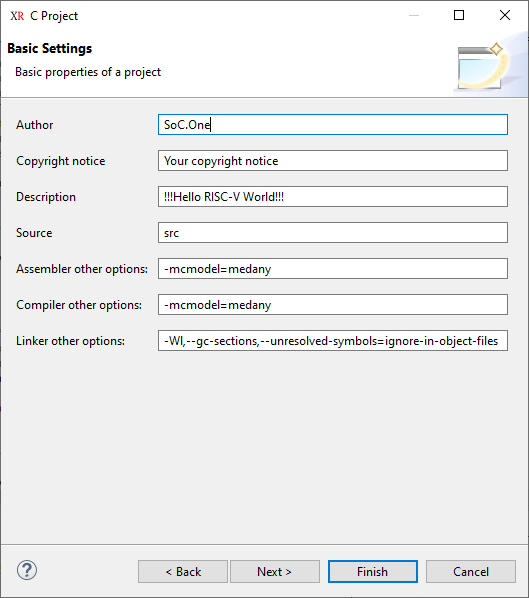 XR C Project
Basic Settings
Basic properties of a project
Author SoC.One
Copyright notice Your copyright notice
Description !!!Hello RISC-V World!!!
Source src
Assembler other options: -mcmodel=medany
Compiler other options: -mcmodel=medany
Linker other options: -Wl,--gc-sections,--unresolved-symbols=ignore-in-object-files
? < Back Next > Finish Cancel